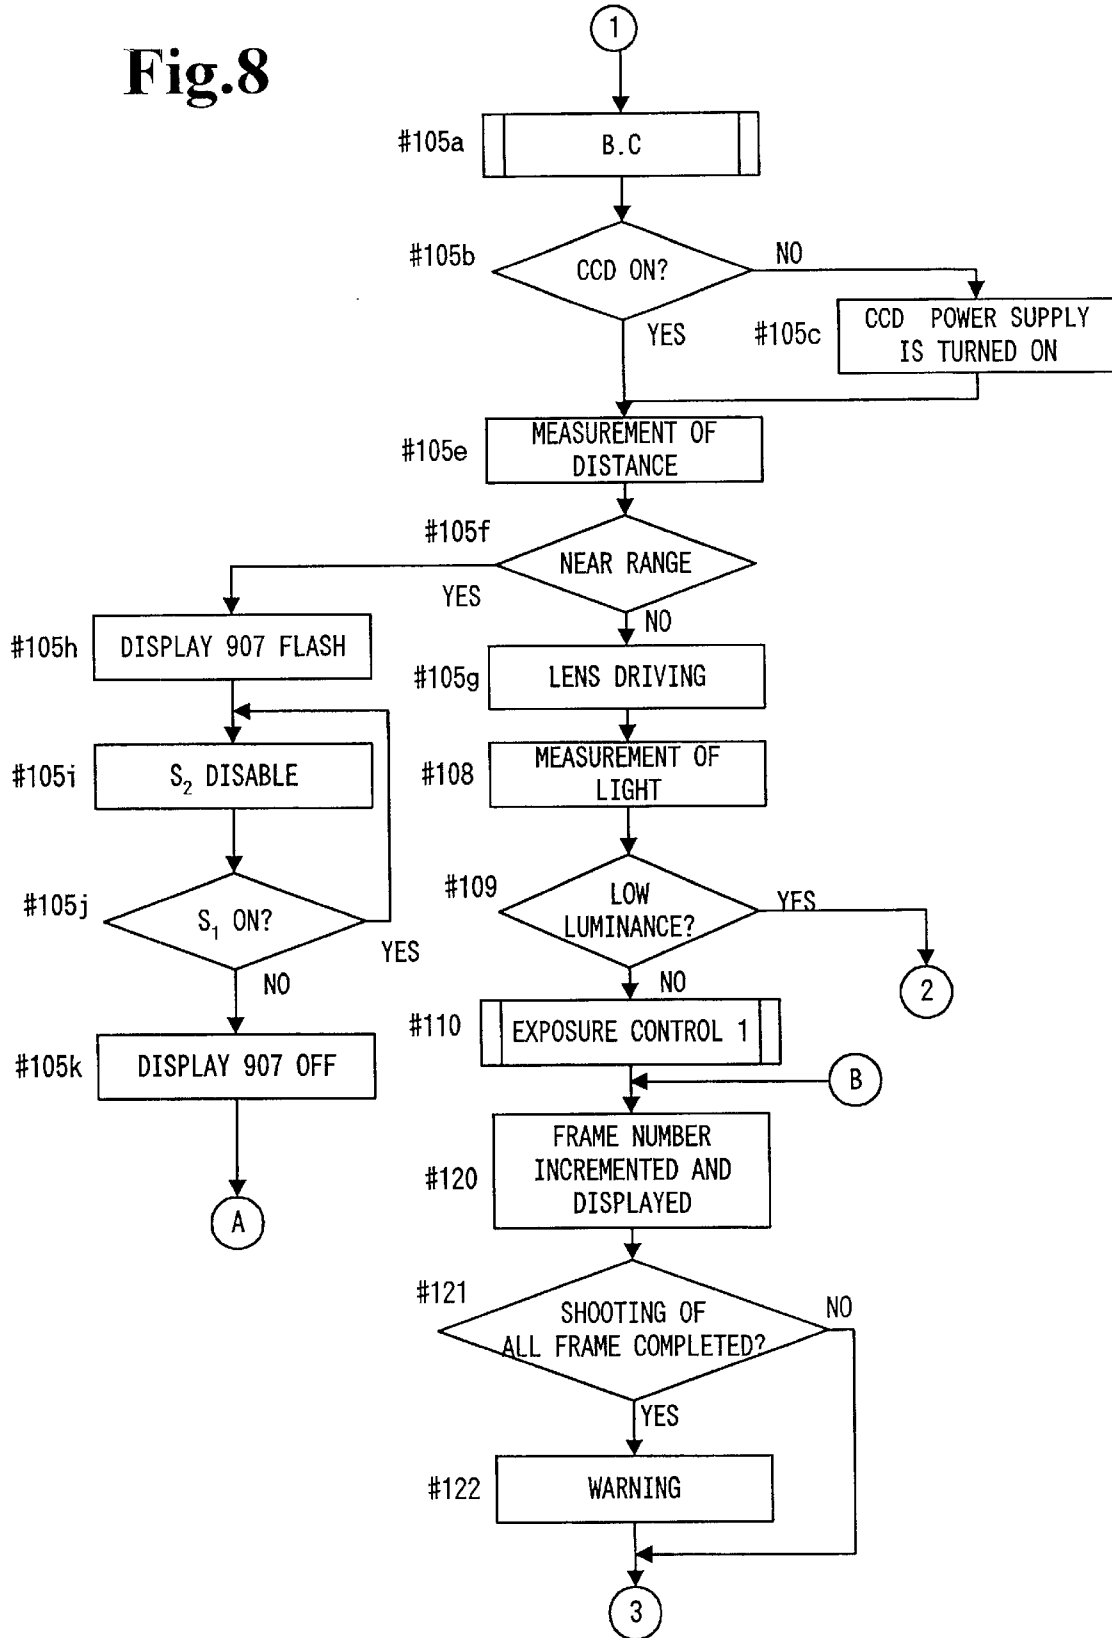 Fig.8
1
#105a
B.C
#105b
CCD ON?
NO
YES
#105c
CCD POWER SUPPLY
IS TURNED ON
#105e
MEASUREMENT OF
DISTANCE
#105f
NEAR RANGE
YES
NO
#105h
DISPLAY 907 FLASH
#105g
LENS DRIVING
#105i
S₂ DISABLE
#108
MEASUREMENT OF
LIGHT
#105j
S₁ ON?
YES
NO
#109
LOW
LUMINANCE?
YES
NO
2
#110
EXPOSURE CONTROL 1
#105k
DISPLAY 907 OFF
B
#120
FRAME NUMBER
INCREMENTED AND
DISPLAYED
A
#121
SHOOTING OF
ALL FRAME COMPLETED?
NO
YES
#122
WARNING
3